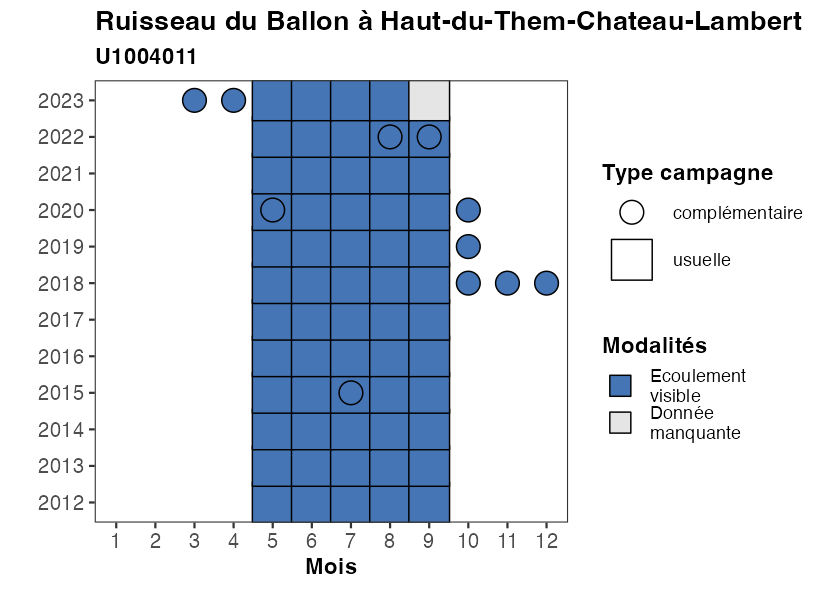 Ruisseau du Ballon à Haut-du-Them-Chateau-Lambert
U1004011
2023
2022
2021
2020
2019
2018
2017
2016
2015
2014
2013
2012
1 2 3 4 5 6 7 8 9 10 11 12
Mois
Type campagne
complémentaire
usuelle
Modalités
Ecoulement
visible
Donnée
manquante